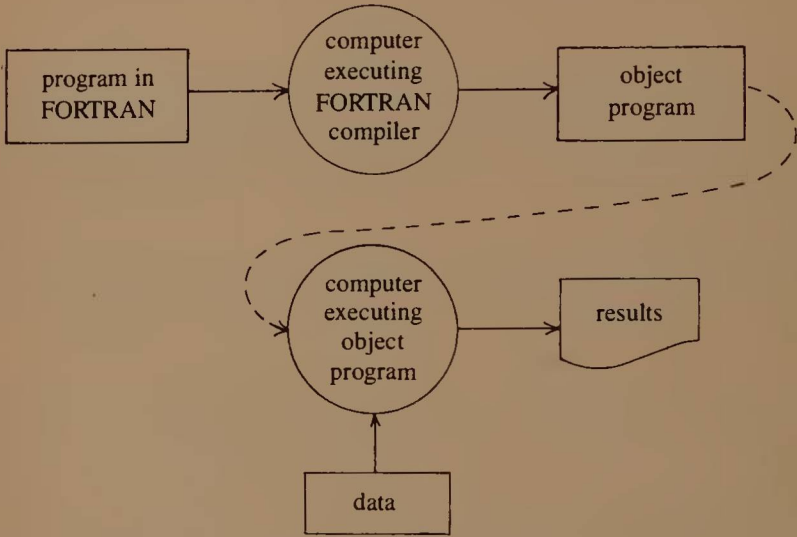 program in
FORTRAN
computer
executing
FORTRAN
compiler
object
program
computer
executing
object
program
results
data